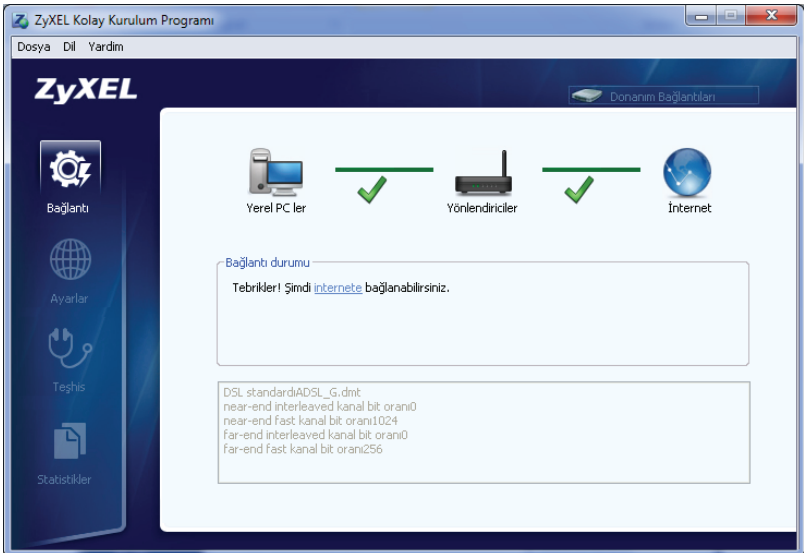 ZyXEL Kolay Kurulum Programı
Dosya Dil Yardim
ZyXEL
Donanım Bağlantıları
Bağlantı
Yerel PC ler
Yönlendiriciler
İnternet
Ayarlar
Bağlantı durumu
Tebrikler! Şimdi internete bağlanabilirsiniz.
Teşhis
DSL standardıADSL_G.dmt
near-end interleaved kanal bit oranı0
near-end fast kanal bit oranı1024
far-end interleaved kanal bit oranı0
far-end fast kanal bit oranı256
Statistikler